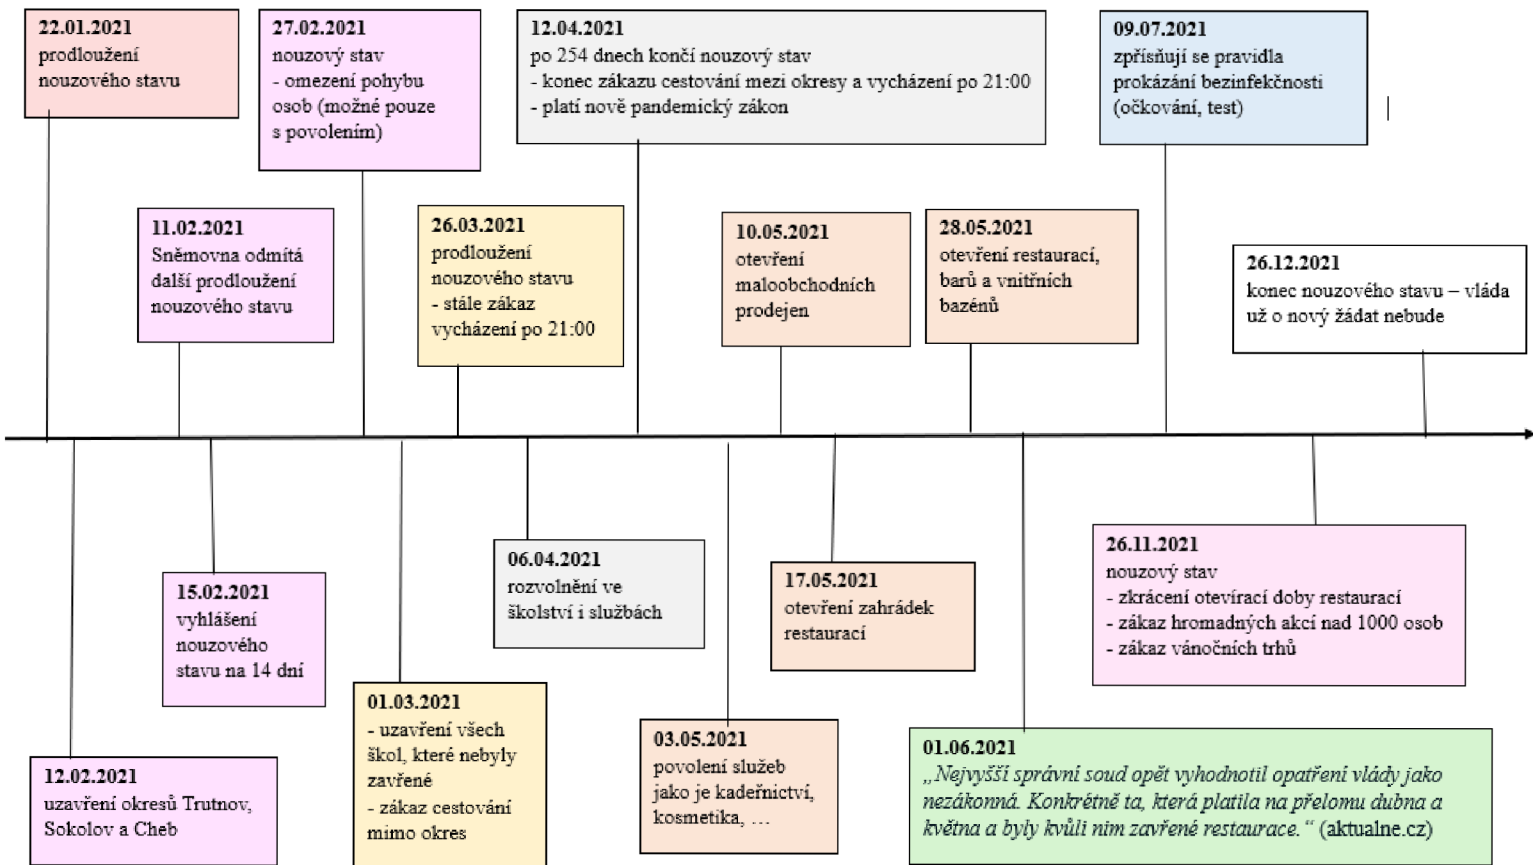 22.01.2021
prodloužení
nouzového stavu
27.02.2021
nouzový stav
- omezení pohybu
osob (možné pouze
s povolením)
12.04.2021
po 254 dnech končí nouzový stav
- konec zákazu cestování mezi okresy a vycházení po 21:00
- platí nově pandemický zákon
09.07.2021
zpřísňují se pravidla
prokázání bezinfekčnosti
(očkování, test)
11.02.2021
Sněmovna odmítá
další prodloužení
nouzového stavu
26.03.2021
prodloužení
nouzového stavu
- stále zákaz
vycházení po 21:00
10.05.2021
otevření
maloobchodních
prodejen
28.05.2021
otevření restaurací,
barů a vnitřních
bazénů
26.12.2021
konec nouzového stavu – vláda
už o nový žádat nebude
12.02.2021
uzavření okresů Trutnov,
Sokolov a Cheb
15.02.2021
vyhlášení
nouzového
stavu na 14 dní
01.03.2021
- uzavření všech
škol, které nebyly
zavřené
- zákaz cestování
mimo okres
06.04.2021
rozvolnění ve
školství i službách
03.05.2021
povolení služeb
jako je kadeřnictví,
kosmetika, …
17.05.2021
otevření zahrádek
restaurací
26.11.2021
nouzový stav
- zkrácení otevírací doby restaurací
- zákaz hromadných akcí nad 1000 osob
- zákaz vánočních trhů
01.06.2021
„Nejvyšší správní soud opět vyhodnotil opatření vlády jako
nezákonná. Konkrétně ta, která platila na přelomu dubna a
května a byly kvůli nim zavřené restaurace.“ (aktualne.cz)